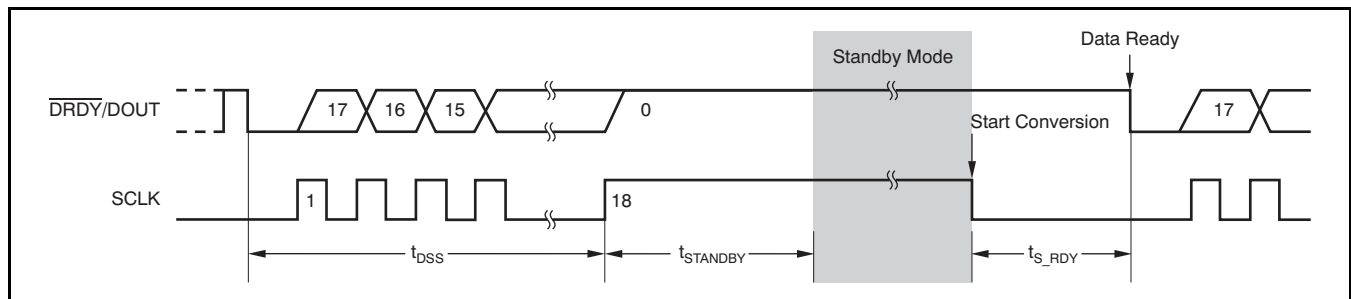 Data Ready
Standby Mode
DRDY/DOUT
17
16
15
0
17
Start Conversion
SCLK
1
18
tDSS
tSTANDBY
tS_RDY